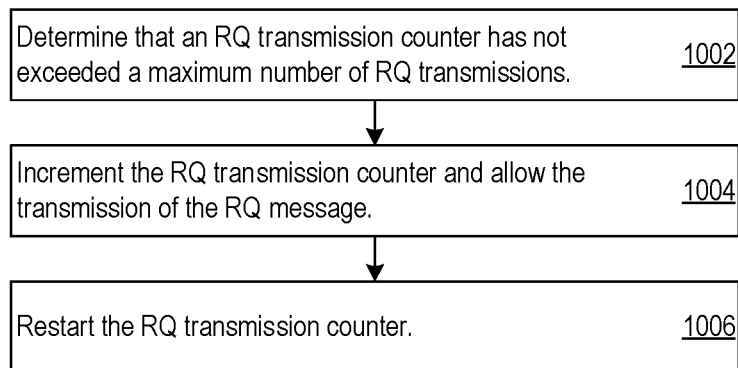 Determine that an RQ transmission counter has not
exceeded a maximum number of RQ transmissions.
1002
Increment the RQ transmission counter and allow the
transmission of the RQ message.
1004
Restart the RQ transmission counter.
1006